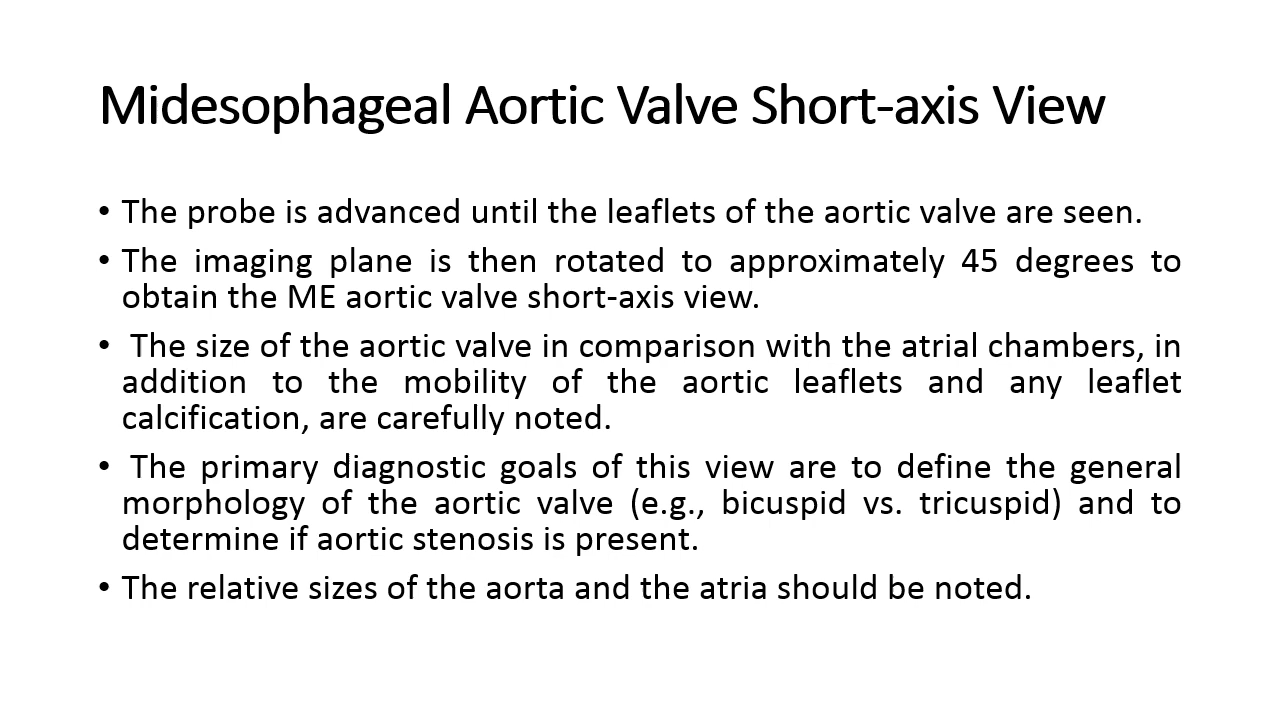 Midesophageal Aortic Valve Short-axis View
• The probe is advanced until the leaflets of the aortic valve are seen.
• The imaging plane is then rotated to approximately 45 degrees to
obtain the ME aortic valve short-axis view.
• The size of the aortic valve in comparison with the atrial chambers, in
addition to the mobility of the aortic leaflets and any leaflet
calcification, are carefully noted.
• The primary diagnostic goals of this view are to define the general
morphology of the aortic valve (e.g., bicuspid vs. tricuspid) and to
determine if aortic stenosis is present.
• The relative sizes of the aorta and the atria should be noted.